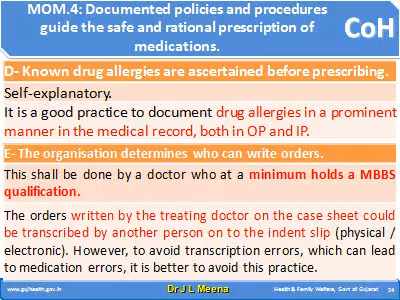 MOM.4: Documented policies and procedures
guide the safe and rational prescription of
medications.
CoH
D- Known drug allergies are ascertained before prescribing.
Self-explanatory.
It is a good practice to document drug allergies in a prominent
manner in the medical record, both in OP and IP.
E- The organisation determines who can write orders.
This shall be done by a doctor who at a minimum holds a MBBS
qualification.
The orders written by the treating doctor on the case sheet could
be transcribed by another person on to the indent slip (physical /
electronic). However, to avoid transcription errors, which can lead
to medication errors, it is better to avoid this practice.
www.gujhealth.gov.in
Dr J L Meena
Health & Family Welfare, Govt of Gujarat
54